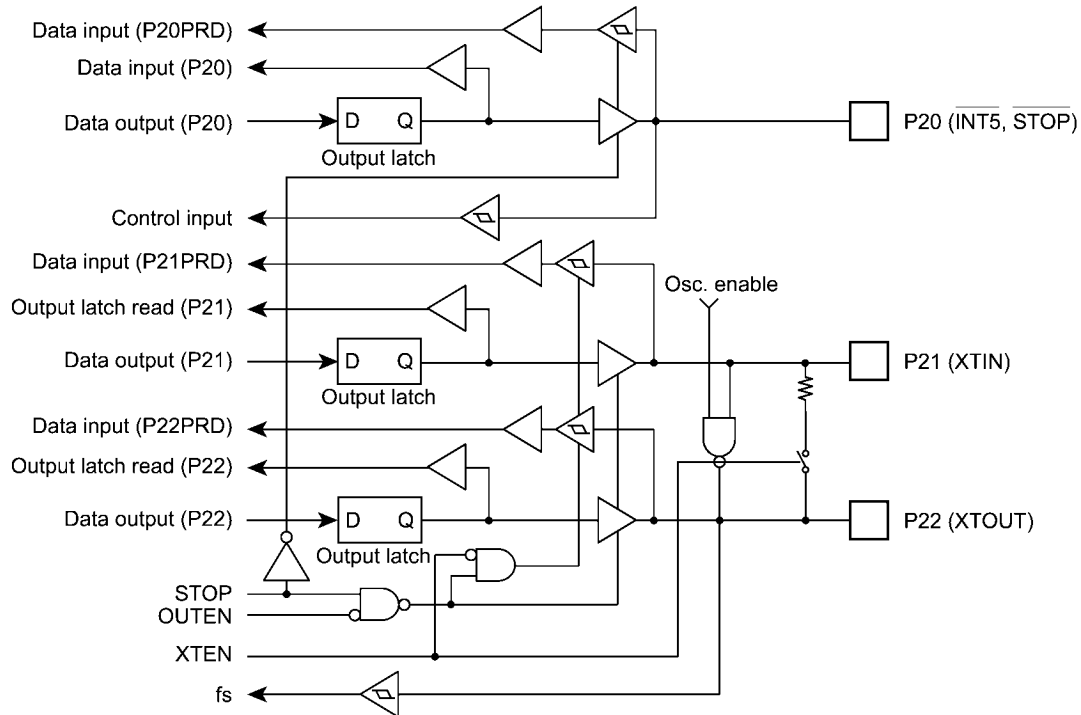 Data input (P20PRD)
Data input (P20)
Data output (P20)
D Q
Output latch
P20 (INT5, STOP)
Control input
Data input (P21PRD)
Osc. enable
Output latch read (P21)
Data output (P21)
D Q
Output latch
P21 (XTIN)
Data input (P22PRD)
Output latch read (P22)
Data output (P22)
D Q
Output latch
P22 (XTOUT)
STOP
OUTEN
XTEN
fs